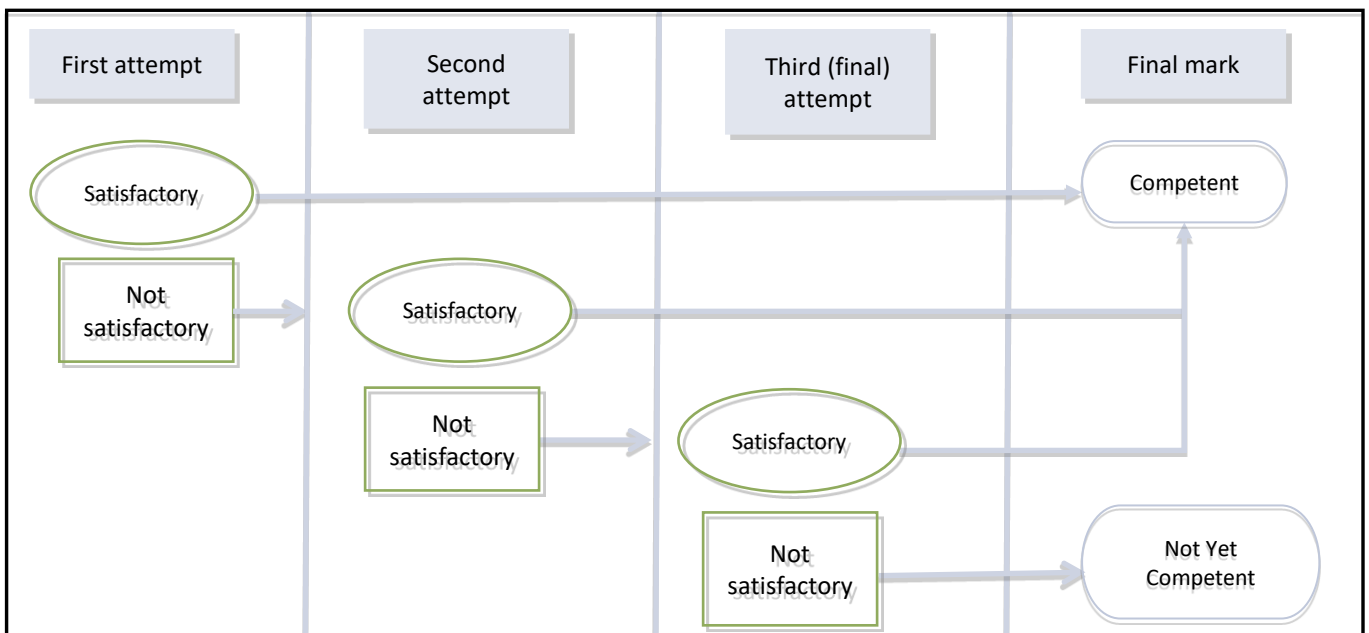 First attempt
Second
attempt
Third (final)
attempt
Final mark
Satisfactory
Competent
Not
satisfactory
Satisfactory
Not
satisfactory
Satisfactory
Not
satisfactory
Not Yet
Competent